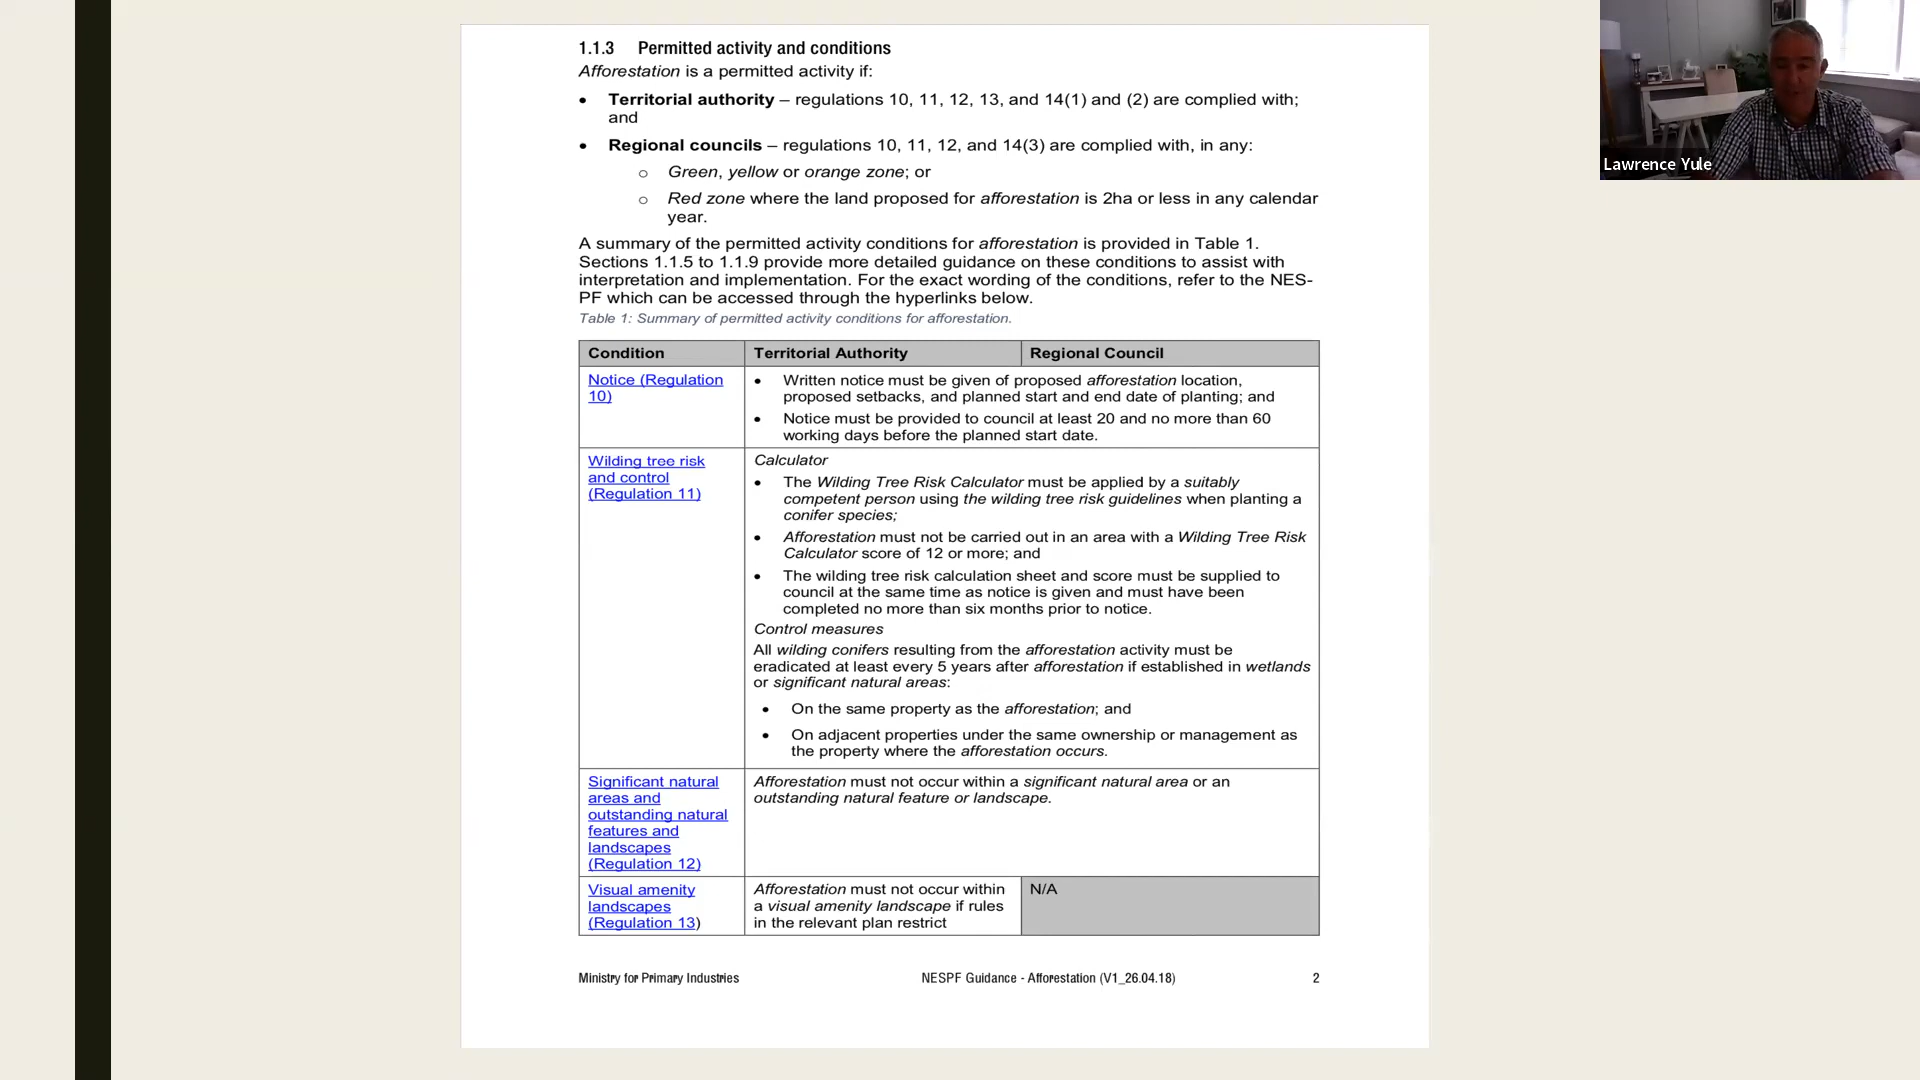 1.1.3 Permitted activity and conditions
Afforestation is a permitted activity if:
• Territorial authority – regulations 10, 11, 12, 13, and 14(1) and (2) are complied with;
and
• Regional councils – regulations 10, 11, 12, and 14(3) are complied with, in any:
o Green, yellow or orange zone; or
o Red zone where the land proposed for afforestation is 2ha or less in any calendar
year.
A summary of the permitted activity conditions for afforestation is provided in Table 1.
Sections 1.1.5 to 1.1.9 provide more detailed guidance on these conditions to assist with
interpretation and implementation. For the exact wording of the conditions, refer to the NES-
PF which can be accessed through the hyperlinks below.
Table 1: Summary of permitted activity conditions for afforestation.
Condition Territorial Authority Regional Council
Notice (Regulation
10)
• Written notice must be given of proposed afforestation location,
proposed setbacks, and planned start and end date of planting; and
• Notice must be provided to council at least 20 and no more than 60
working days before the planned start date.
Wilding tree risk
and control
(Regulation 11)
Calculator
• The Wilding Tree Risk Calculator must be applied by a suitably
competent person using the wilding tree risk guidelines when planting a
conifer species;
• Afforestation must not be carried out in an area with a Wilding Tree Risk
Calculator score of 12 or more; and
• The wilding tree risk calculation sheet and score must be supplied to
council at the same time as notice is given and must have been
completed no more than six months prior to notice.
Control measures
All wilding conifers resulting from the afforestation activity must be
eradicated at least every 5 years after afforestation if established in wetlands
or significant natural areas:
• On the same property as the afforestation; and
• On adjacent properties under the same ownership or management as
the property where the afforestation occurs.
Significant natural
areas and
outstanding natural
features and
landscapes
(Regulation 12)
Afforestation must not occur within a significant natural area or an
outstanding natural feature or landscape.
Visual amenity
landscapes
(Regulation 13)
Afforestation must not occur within
a visual amenity landscape if rules
in the relevant plan restrict
N/A
Ministry for Primary Industries NESPF Guidance - Afforestation (V1_26.04.18) 2
Lawrence Yule